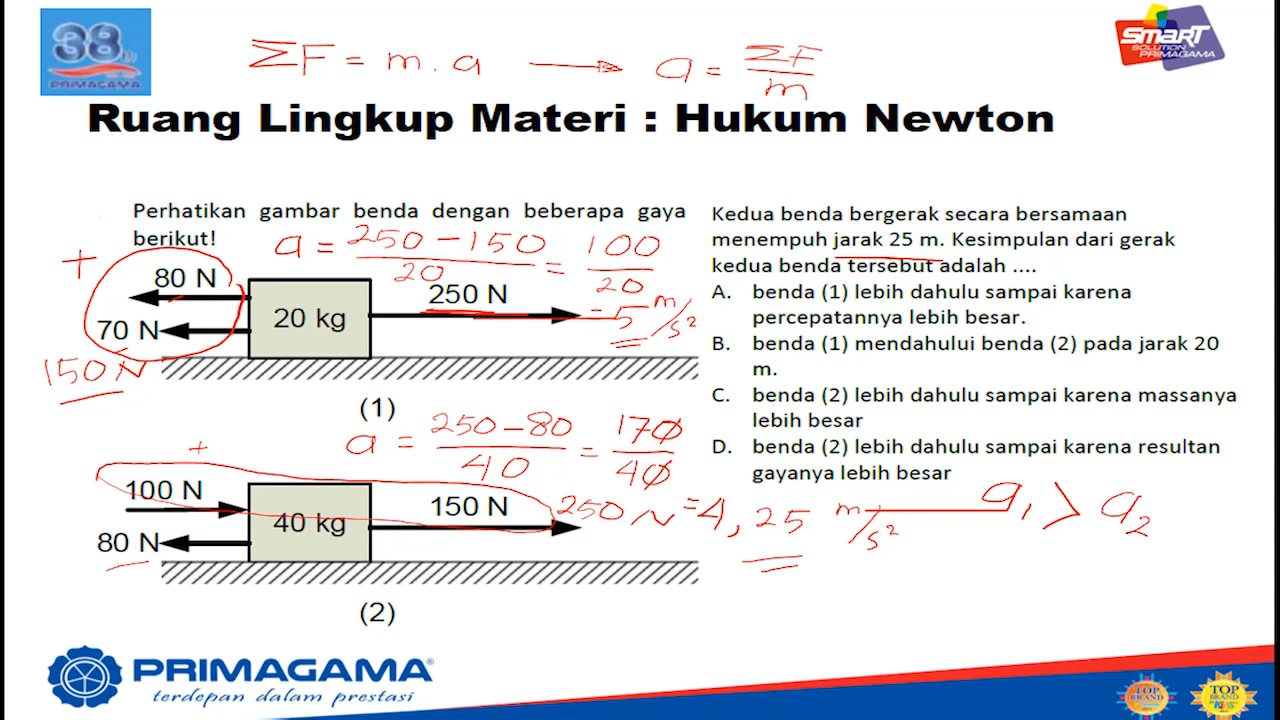 38th
PRIMAGAMA
SMART
SOLUTION
PRIMAGAMA
ΣF = m . a → a = ΣF/m
Ruang Lingkup Materi : Hukum Newton
Perhatikan gambar benda dengan beberapa gaya
berikut!
a = 250 - 150/20 = 100/20
= 5 m/s²
+
80 N
70 N
150 N
20 kg
250 N
(1)
a = 250 - 80/40 = 170/40
+
100 N
80 N
40 kg
150 N
250 N
= 4,25 m/s²
(2)
Kedua benda bergerak secara bersamaan
menempuh jarak 25 m. Kesimpulan dari gerak
kedua benda tersebut adalah ....
A. benda (1) lebih dahulu sampai karena
percepatannya lebih besar.
B. benda (1) mendahului benda (2) pada jarak 20
m.
C. benda (2) lebih dahulu sampai karena massanya
lebih besar
D. benda (2) lebih dahulu sampai karena resultan
gayanya lebih besar
a₁ > a₂
PRIMAGAMA
terdepan dalam prestasi
TOP
BRAND
TOP
BRAND